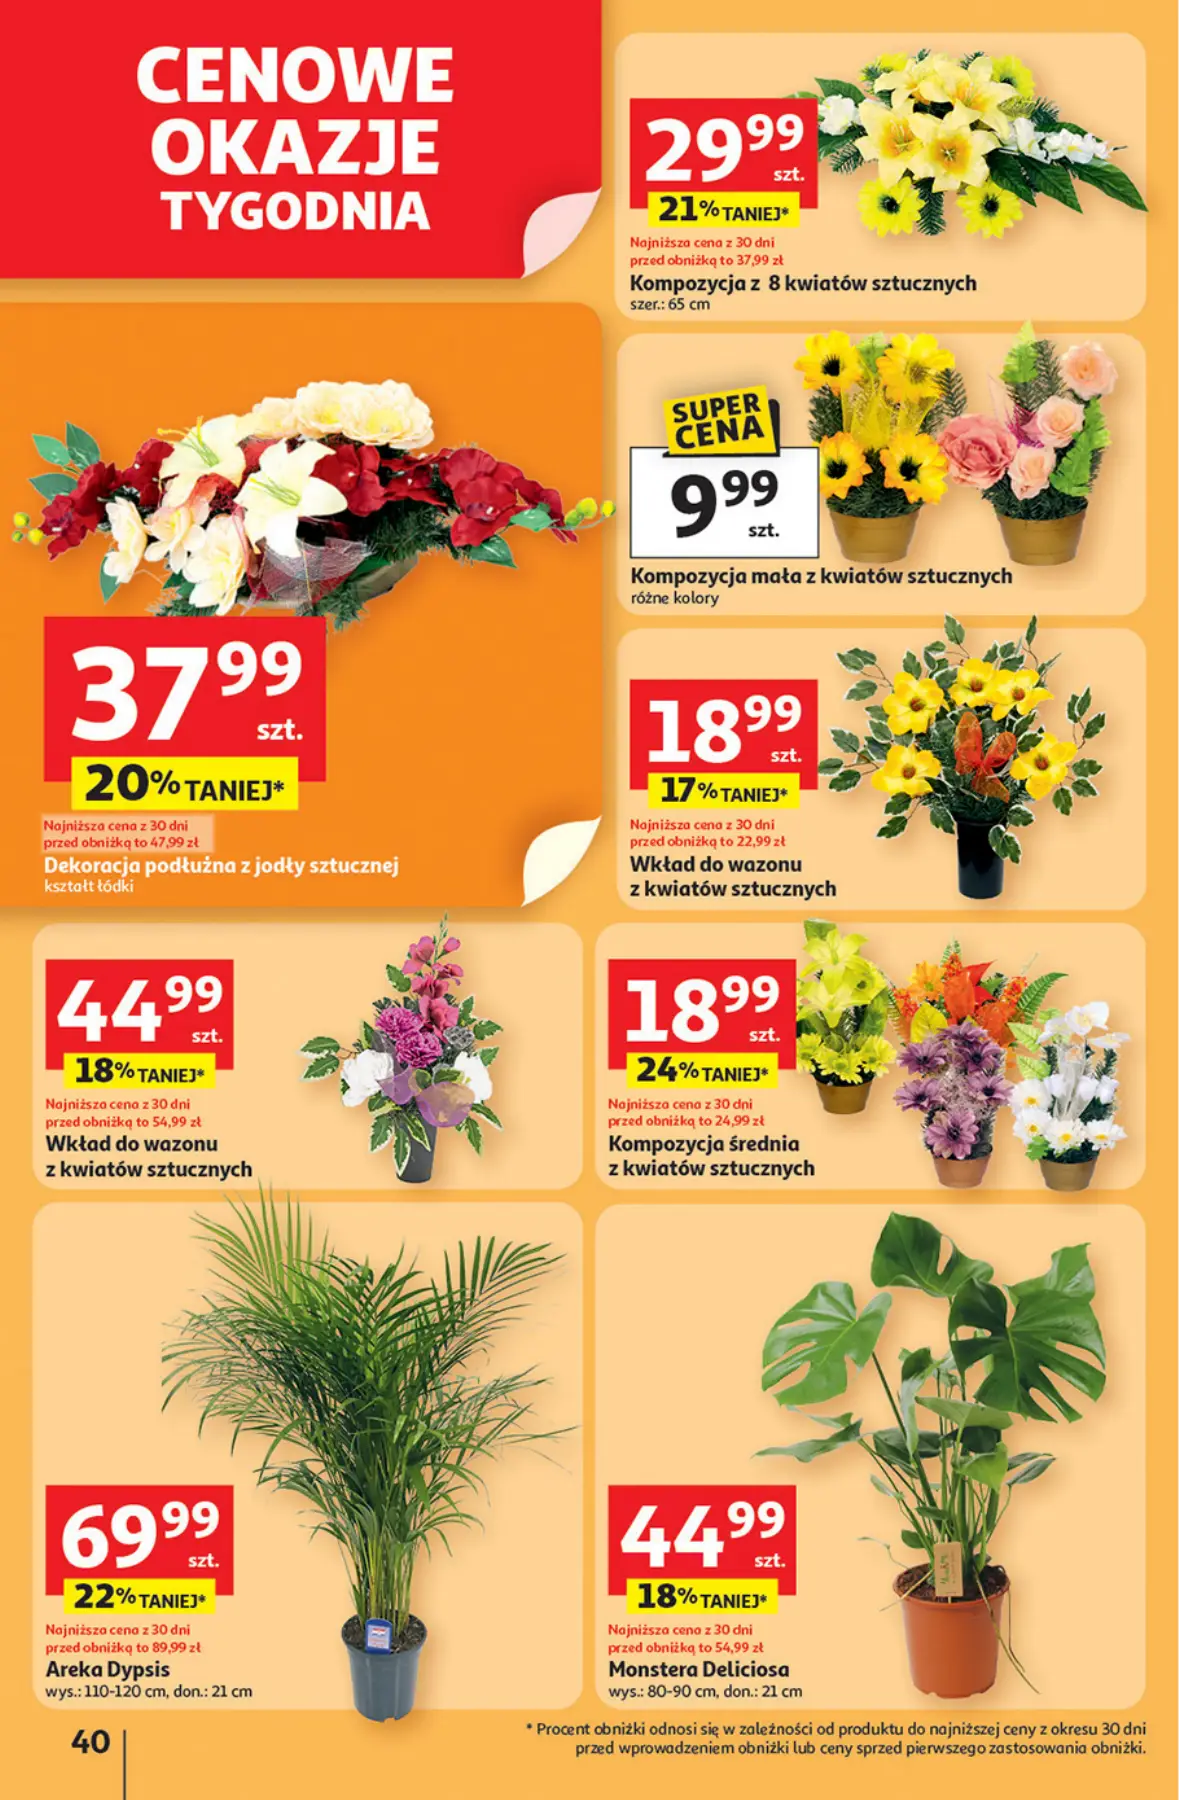 CENOWE
OKAZJE
TYGODNIA
29 99
szt.
21% TANIEJ*
Najniższa cena z 30 dni
przed obniżką to 37,99 zł
Kompozycja z 8 kwiatów sztucznych
szer.: 65 cm
SUPER
CENA
9 99
szt.
Kompozycja mała z kwiatów sztucznych
różne kolory
37 99
szt.
20% TANIEJ*
Najniższa cena z 30 dni
przed obniżką to 47,99 zł
Dekoracja podłużna z jodły sztucznej
kształt łódki
18 99
szt.
17% TANIEJ*
Najniższa cena z 30 dni
przed obniżką to 22,99 zł
Wkład do wazonu
z kwiatów sztucznych
44 99
szt.
18% TANIEJ*
Najniższa cena z 30 dni
przed obniżką to 54,99 zł
Wkład do wazonu
z kwiatów sztucznych
18 99
szt.
24% TANIEJ*
Najniższa cena z 30 dni
przed obniżką to 24,99 zł
Kompozycja średnia
z kwiatów sztucznych
69 99
szt.
22% TANIEJ*
Najniższa cena z 30 dni
przed obniżką to 89,99 zł
Areka Dypsis
wys.: 110-120 cm, don.: 21 cm
44 99
szt.
18% TANIEJ*
Najniższa cena z 30 dni
przed obniżką to 54,99 zł
Monstera Deliciosa
wys.: 80-90 cm, don.: 21 cm
* Procent obniżki odnosi się w zależności od produktu do najniższej ceny z okresu 30 dni
przed wprowadzeniem obniżki lub ceny sprzed pierwszego zastosowania obniżki.
40